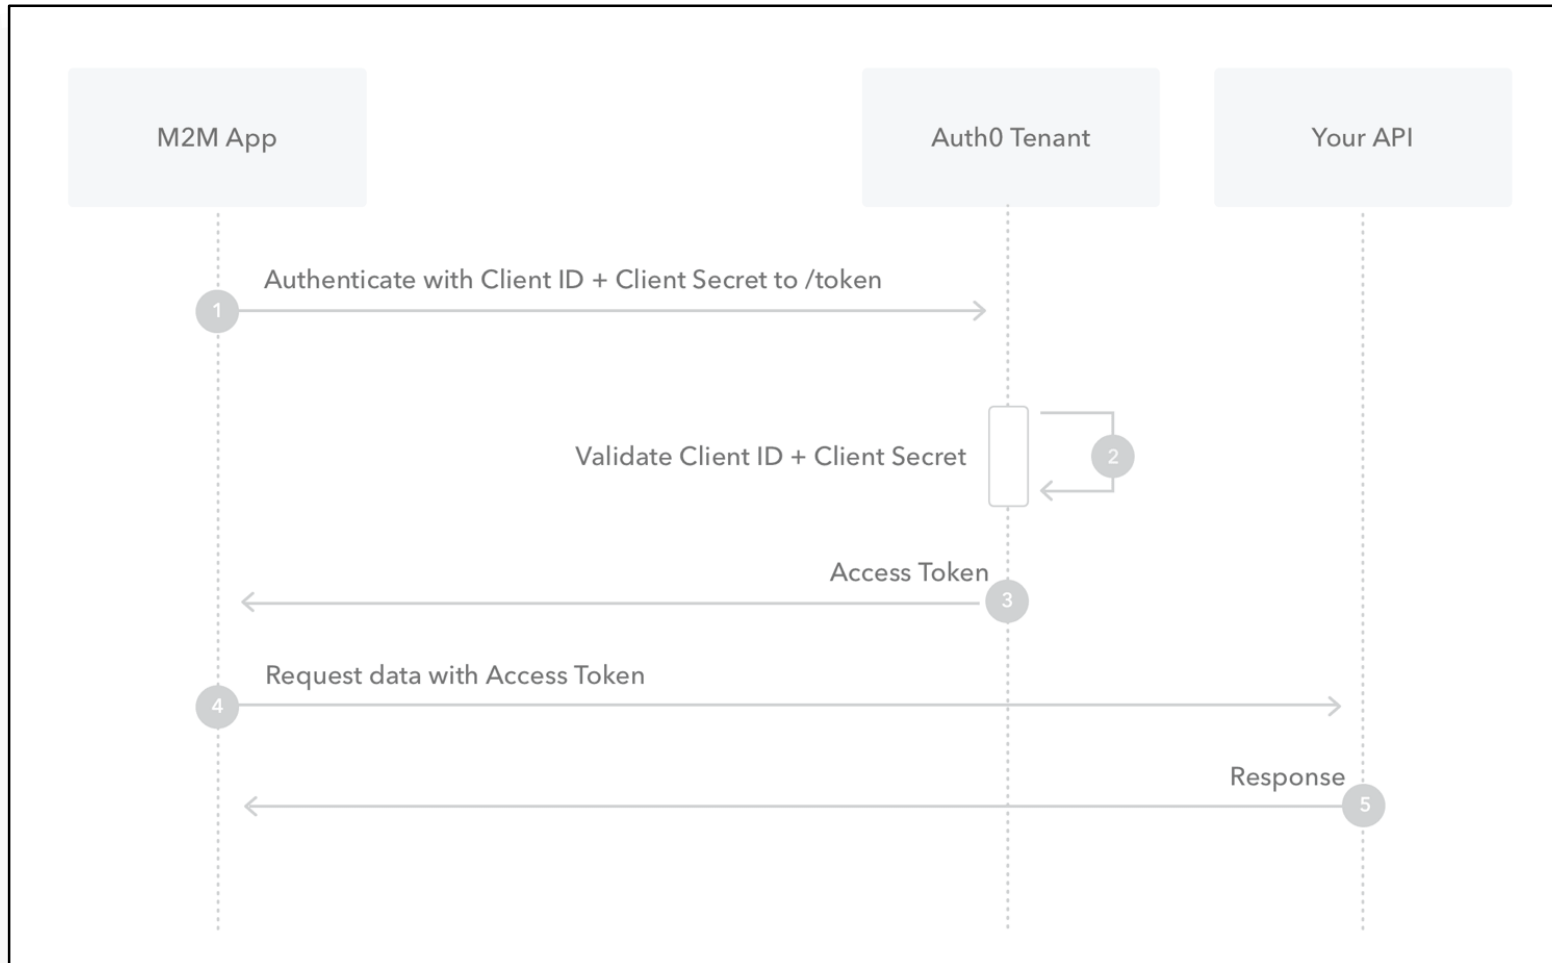 M2M App
Auth0 Tenant
Your API
Authenticate with Client ID + Client Secret to /token
1
Validate Client ID + Client Secret
2
Access Token
3
Request data with Access Token
4
Response
5